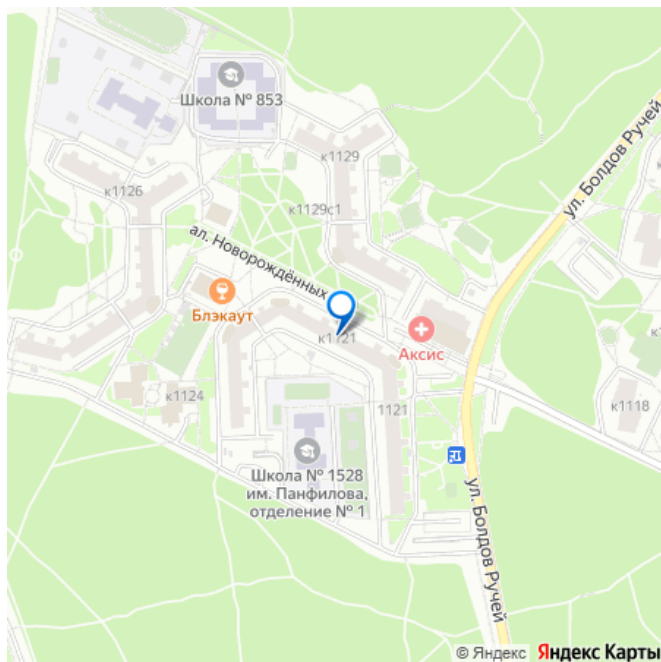 Школа № 853
к1129
к1126
к1129с1
ул. Болдов Ручей
ал. Новорождённых
Блэкаут
к1121
Аксис
к1124
1121
к1118
Школа № 1528
им. Панфилова,
отделение № 1
ул. Болдов Ручей
© Яндекс Яндекс Карты